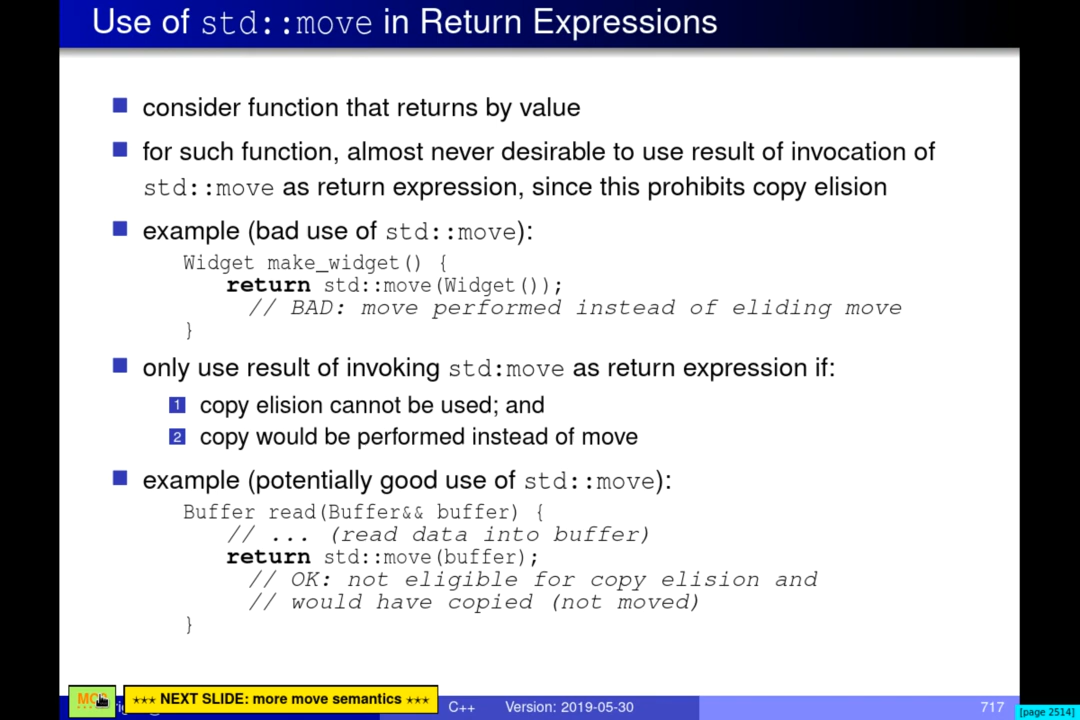 Use of std::move in Return Expressions
consider function that returns by value
for such function, almost never desirable to use result of invocation of
std::move as return expression, since this prohibits copy elision
example (bad use of std::move):
Widget make_widget() {
return std::move(Widget());
// BAD: move performed instead of eliding move
}
only use result of invoking std:move as return expression if:
1 copy elision cannot be used; and
2 copy would be performed instead of move
example (potentially good use of std::move):
Buffer read(Buffer&& buffer) {
// ... (read data into buffer)
return std::move(buffer);
// OK: not eligible for copy elision and
// would have copied (not moved)
}
*** NEXT SLIDE: more move semantics ***
C++ Version: 2019-05-30 717
[page 2514]